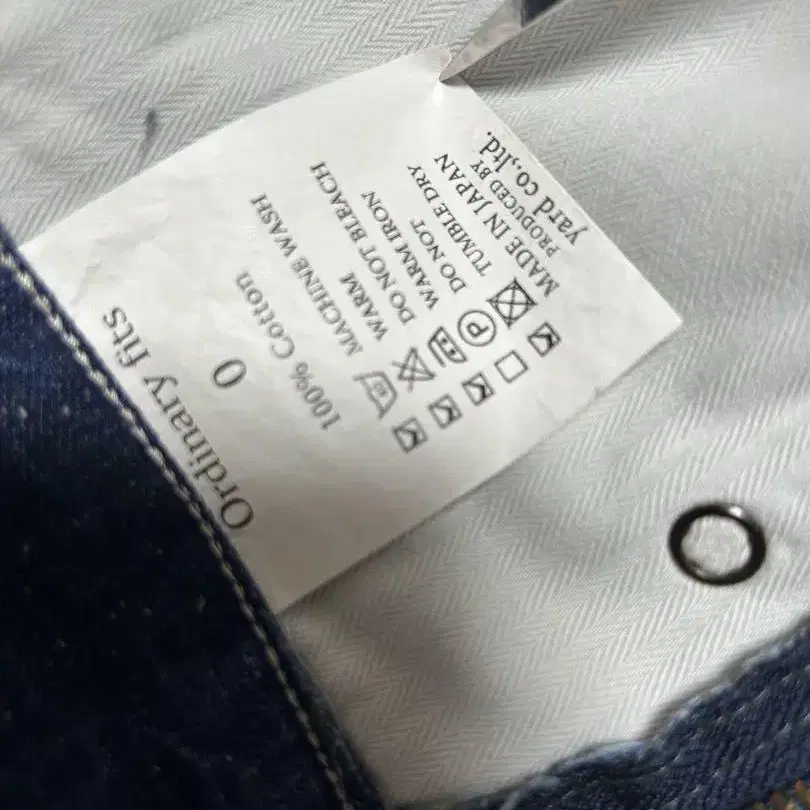 Ordinary fits
0
100% Cotton
MACHINE WASH
WARM
DO NOT BLEACH
WARM IRON
DO NOT
TUMBLE DRY
P
MADE IN JAPAN
PRODUCED BY
yard co.,ltd.